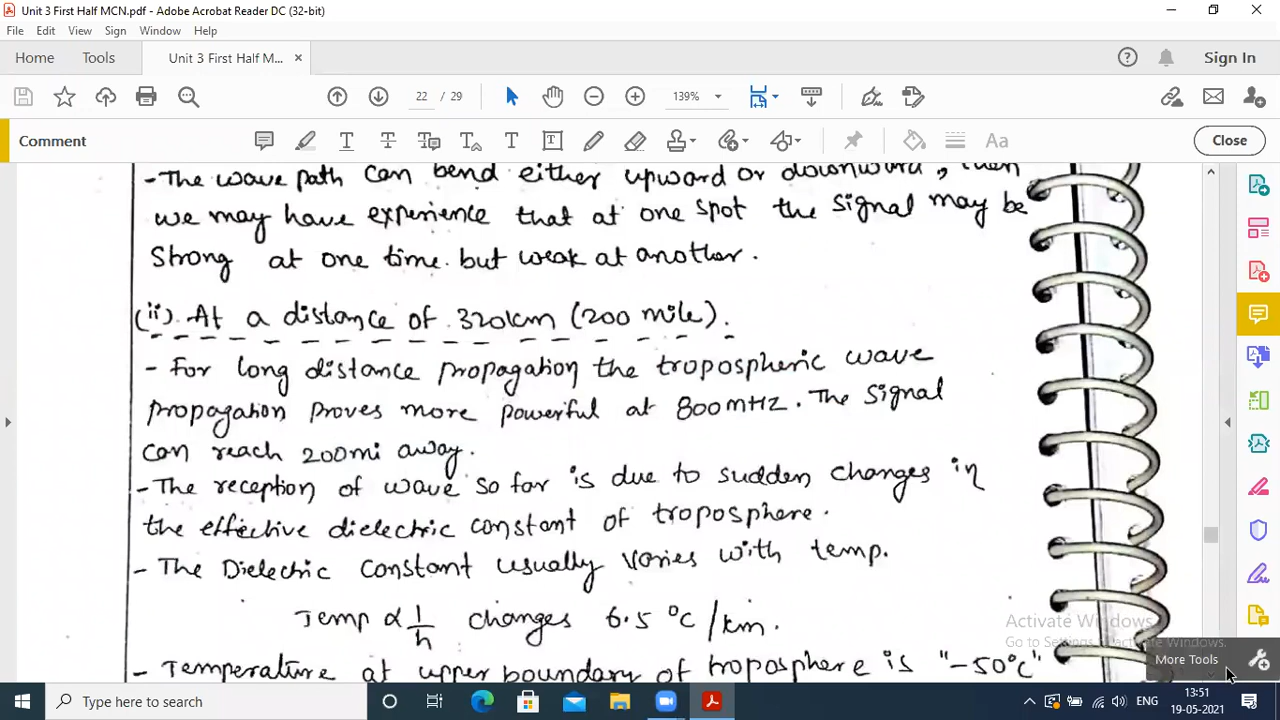 Unit 3 First Half MCN.pdf - Adobe Acrobat Reader DC (32-bit)
File Edit View Sign Window Help
Home Tools Unit 3 First Half M... × Sign In
22 / 29 139%
Comment Close
- The wave path can bend either upward or downward, then
we may have experience that at one spot the signal may be
strong at one time. but weak at another.
(ii). At a distance of 320km (200 mile).
- For long distance propagation the tropospheric wave
propagation proves more powerful at 800MHZ. The signal
can reach 200mi away.
- The reception of wave so far is due to sudden changes in
the effective dielectric constant of troposphere.
- The Dielectric constant usually varies with temp.
Temp ∝ 1/h changes 6.5 °C /km.
- Temperature at upper boundary of troposphere is "-50°C"
Activate Windows
Go to Settings to activate Windows.
More Tools
Type here to search
ENG 13:51
19-05-2021